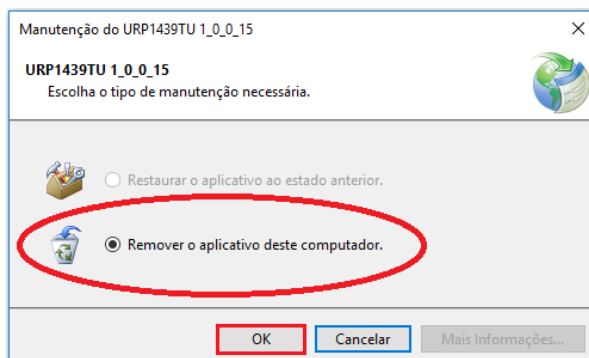 Manutenção do URP1439TU 1_0_0_15
URP1439TU 1_0_0_15
Escolha o tipo de manutenção necessária.
Restaurar o aplicativo ao estado anterior.
Remover o aplicativo deste computador.
OK Cancelar Mais Informações...